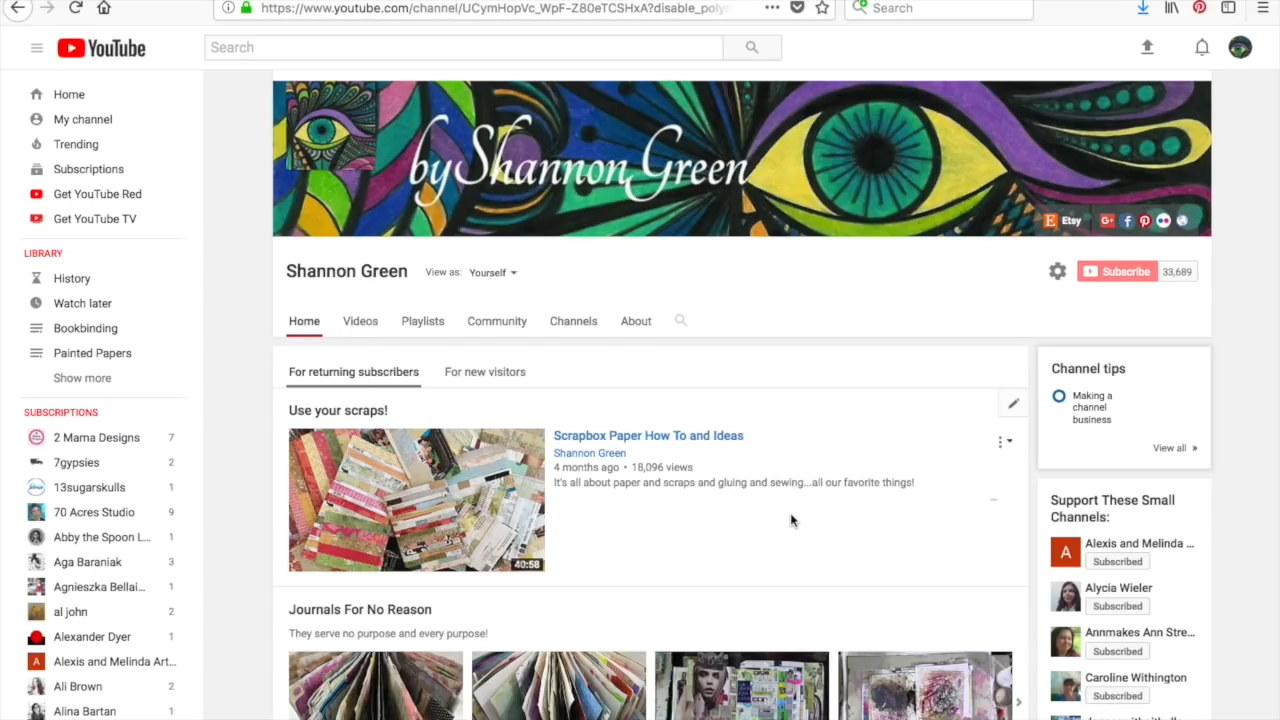 https://www.youtube.com/channel/UCymHopVc_WpF-Z80eTCSHxA?disable_poly
Search
YouTube
Search
Home
My channel
Trending
Subscriptions
Get YouTube Red
Get YouTube TV
LIBRARY
History
Watch later
Bookbinding
Painted Papers
Show more
SUBSCRIPTIONS
2 Mama Designs 7
7gypsies 2
13sugarskulls 1
70 Acres Studio 9
Abby the Spoon L... 1
Aga Baraniak 3
Agnieszka Bellai... 1
al john 2
Alexander Dyer 1
A Alexis and Melinda Art...
Ali Brown 2
Alina Bartan 1
byShannonGreen
Etsy
Shannon Green
View as: Yourself
Subscribe 33,689
Home Videos Playlists Community Channels About
For returning subscribers For new visitors
Use your scraps!
Scrapbox Paper How To and Ideas
Shannon Green
4 months ago • 18,096 views
It's all about paper and scraps and gluing and sewing...all our favorite things!
40:58
Journals For No Reason
They serve no purpose and every purpose!
Channel tips
Making a
channel
business
View all »
Support These Small
Channels:
A
Alexis and Melinda ...
Subscribed
Alycia Wieler
Subscribed
Annmakes Ann Stre...
Subscribed
Caroline Withington
Subscribed